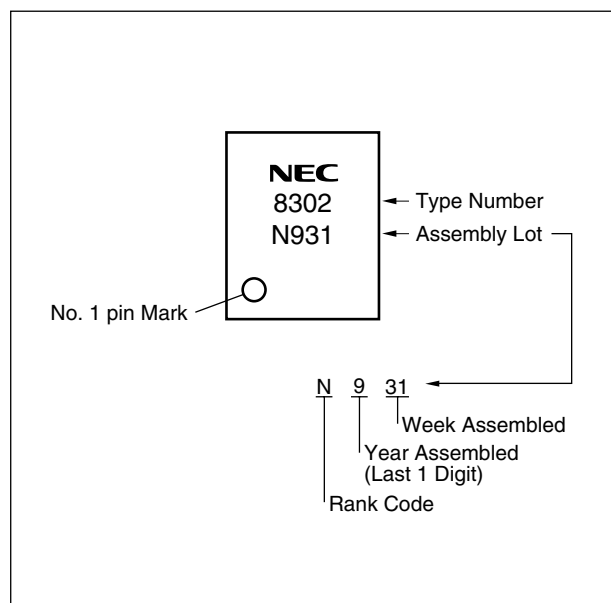 NEC
8302
N931
Type Number
Assembly Lot
No. 1 pin Mark
N 9 31
Week Assembled
Year Assembled
(Last 1 Digit)
Rank Code